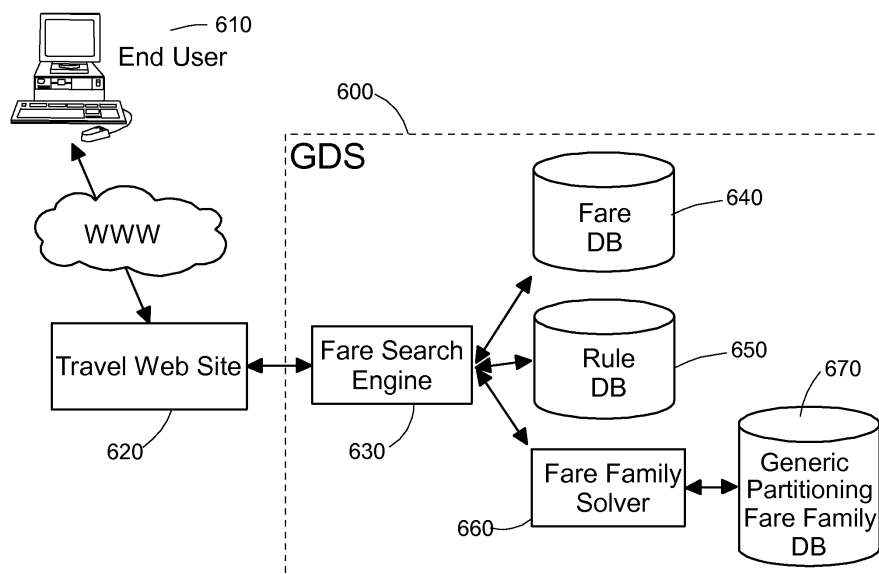 610
End User
600
GDS
WWW
Fare
DB
640
Travel Web Site
Fare Search
Engine
Rule
DB
650
620
630
670
Fare Family
Solver
660
Generic
Partitioning
Fare Family
DB